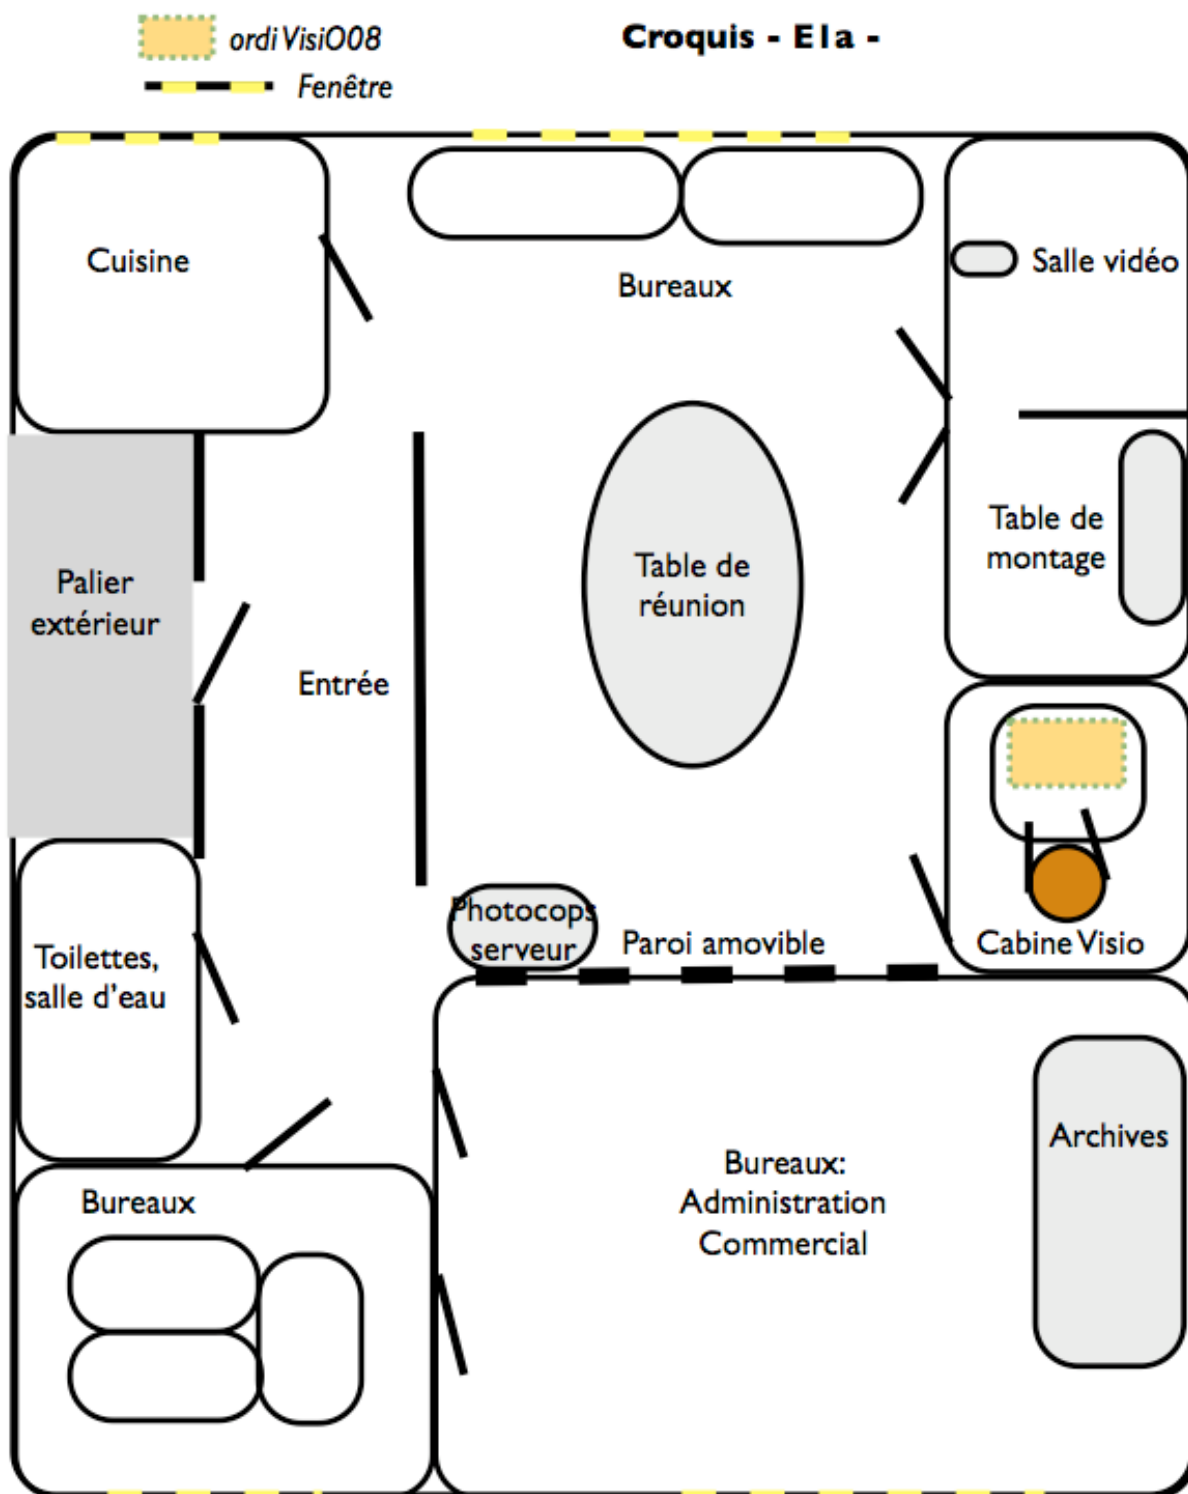 ordi VisiO08
Croquis - E1a -
Fenêtre
Cuisine
Bureaux
Salle vidéo
Table de
montage
Palier
extérieur
Table de
réunion
Entrée
Photocops
serveur
Paroi amovible
Cabine Visio
Toilettes,
salle d'eau
Bureaux
Bureaux:
Administration
Commercial
Archives